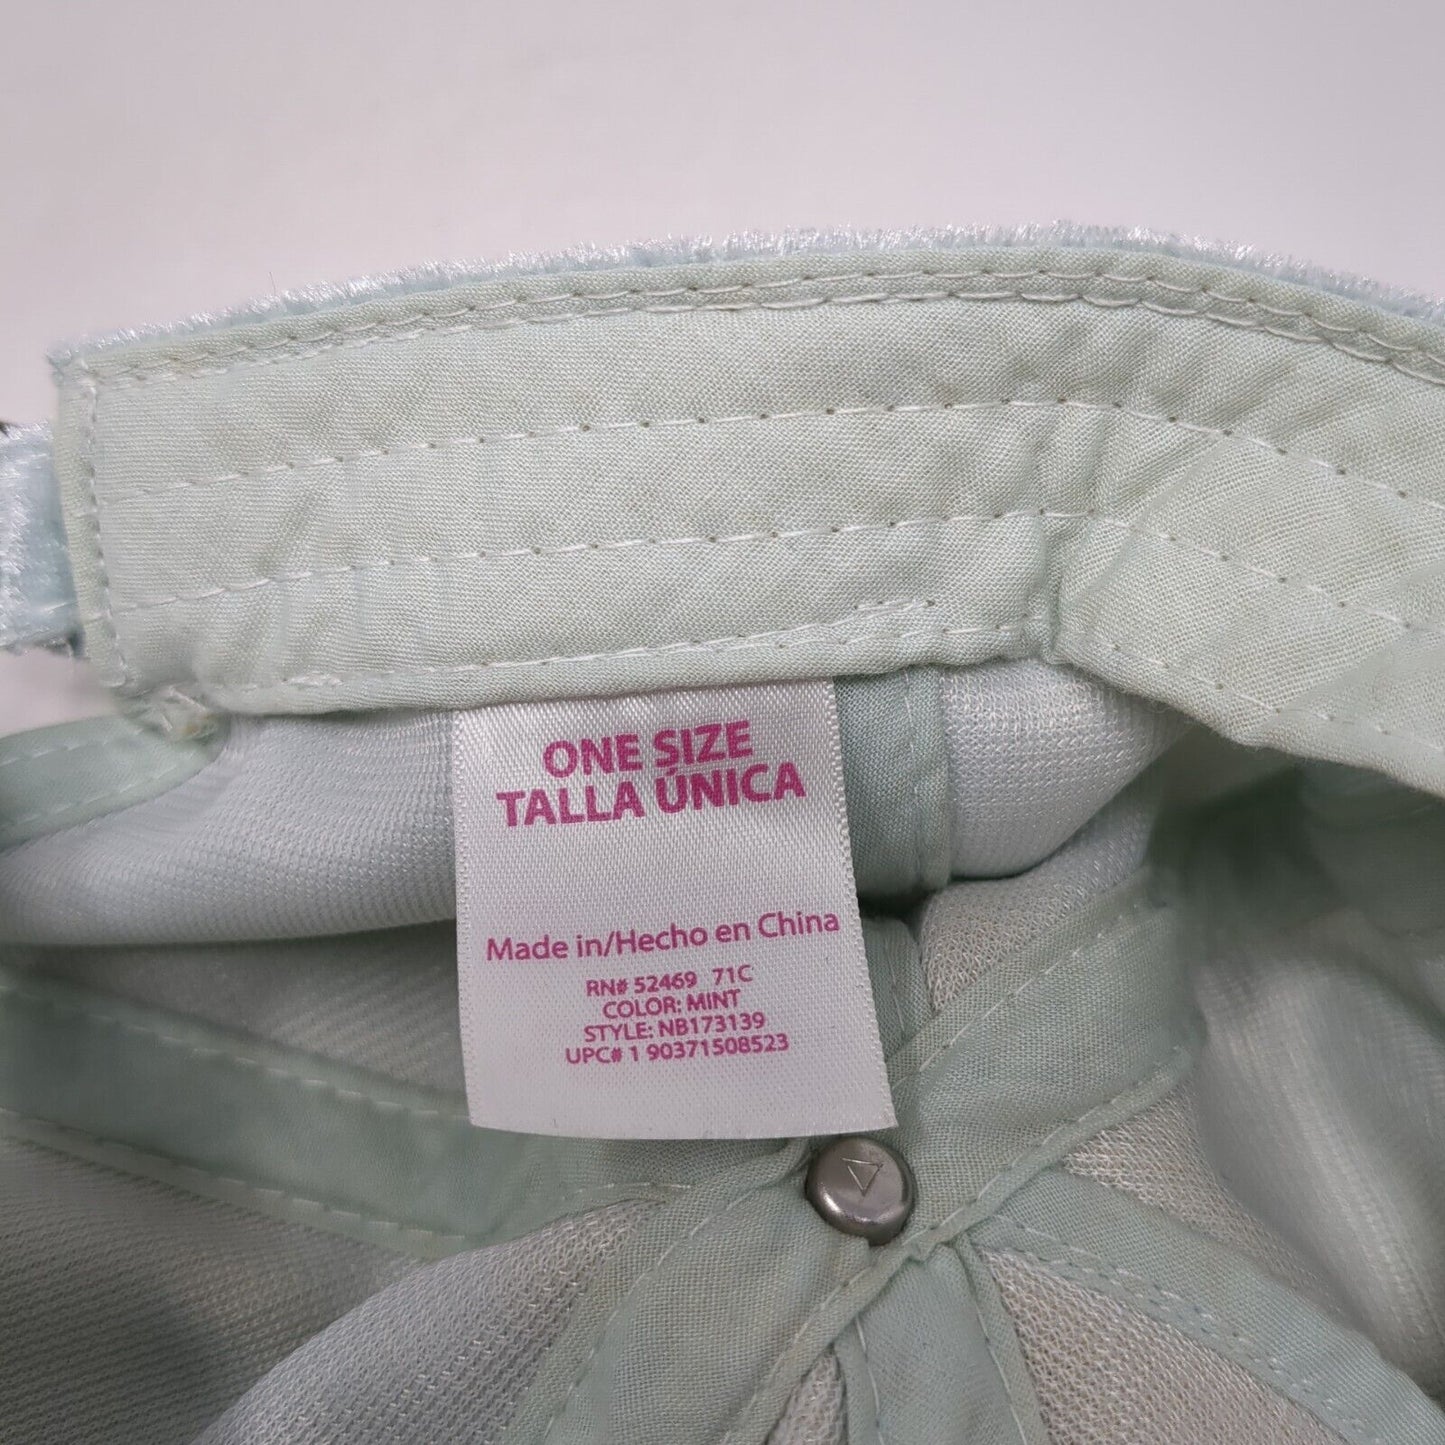 ONE SIZE
TALLA ÚNICA
Made in/Hecho en China
RN# 52469 71C
COLOR: MINT
STYLE: NB173139
UPC# 1 90371508523